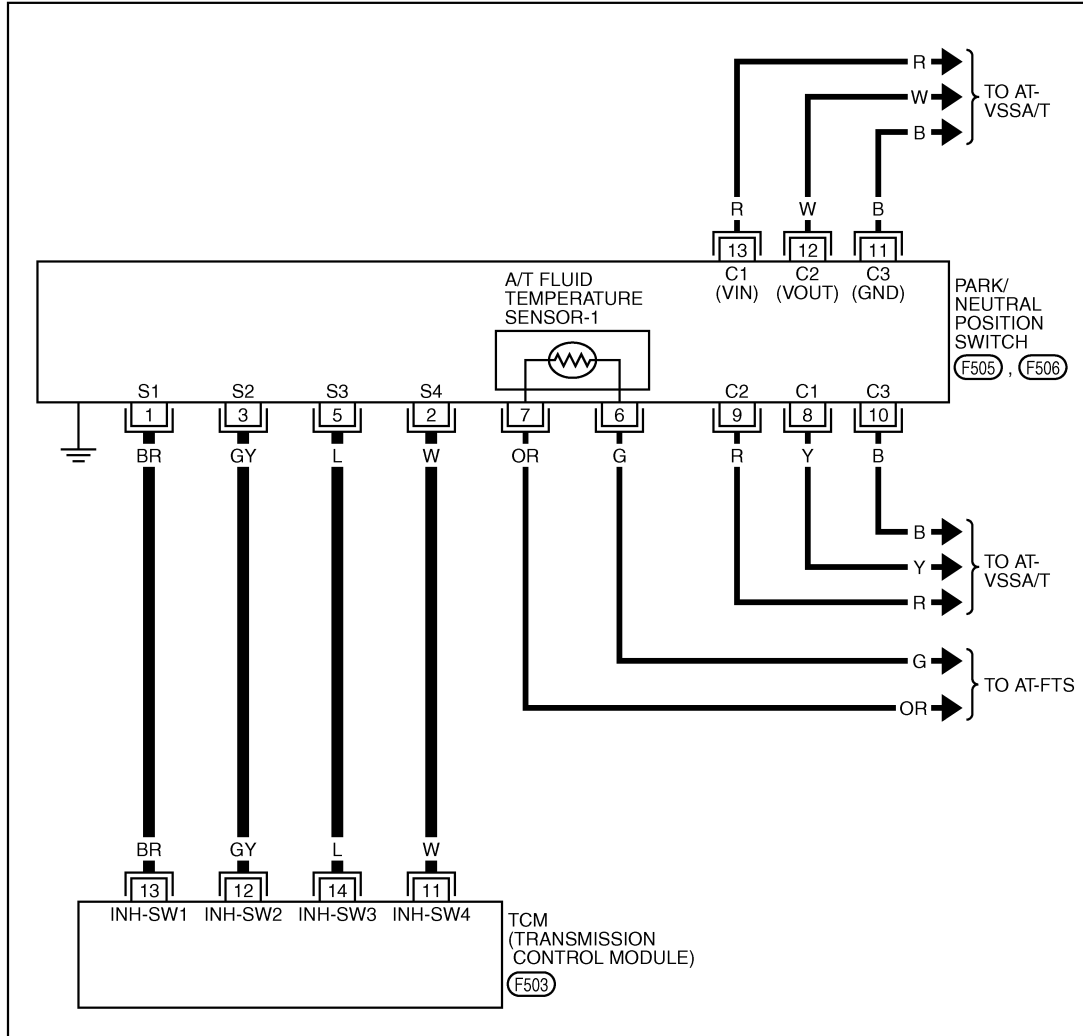 R
W
B
TO AT-
VSSA/T
R W B
13 12 11
C1 C2 C3
(VIN) (VOUT) (GND)
A/T FLUID
TEMPERATURE
SENSOR-1
PARK/
NEUTRAL
POSITION
SWITCH
F505 , F506
S1 S2 S3 S4 C2 C1 C3
1 3 5 2 7 6 9 8 10
BR GY L W OR G R Y B
B
Y
R
TO AT-
VSSA/T
G
OR
TO AT-FTS
BR GY L W
13 12 14 11
INH-SW1 INH-SW2 INH-SW3 INH-SW4
TCM
(TRANSMISSION
CONTROL MODULE)
F503